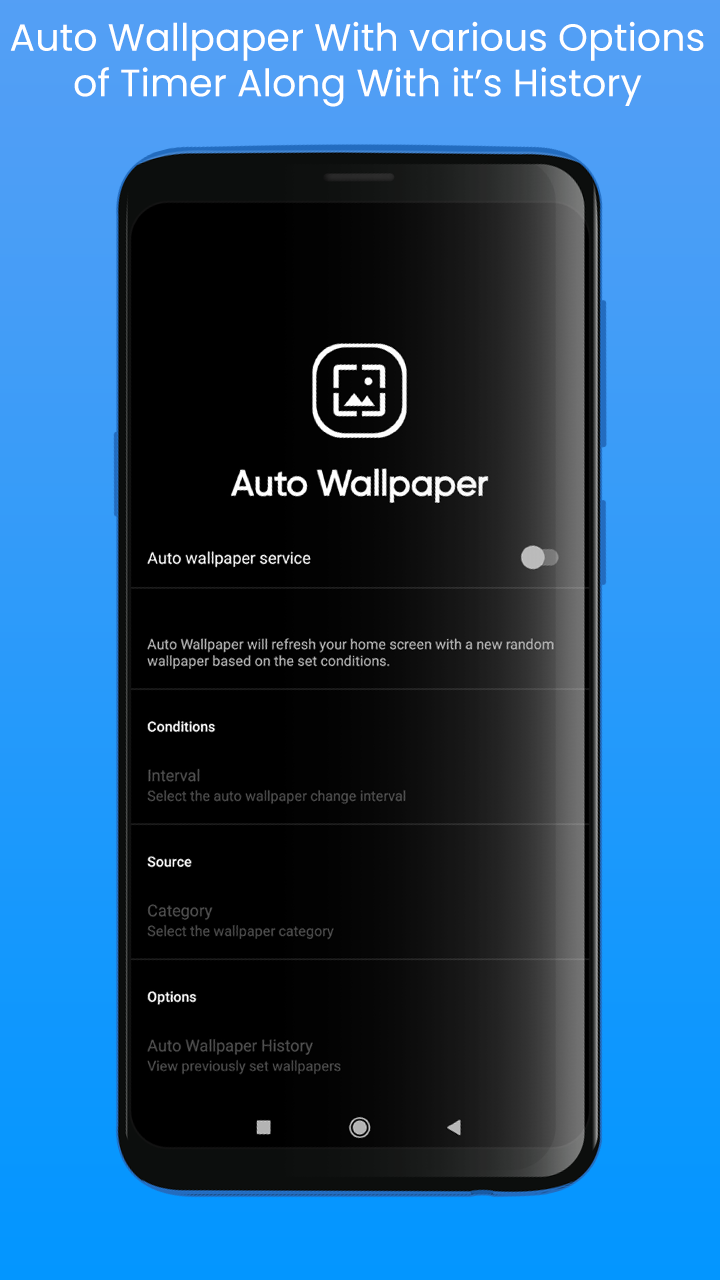 Auto Wallpaper With various Options
of Timer Along With it’s History
Auto Wallpaper
Auto wallpaper service
Auto Wallpaper will refresh your home screen with a new random
wallpaper based on the set conditions.
Conditions
Interval
Select the auto wallpaper change interval
Source
Category
Select the wallpaper category
Options
Auto Wallpaper History
View previously set wallpapers